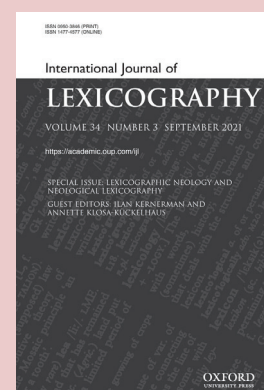 ISSN 0950-3846 (PRINT)
ISSN 1477-4577 (ONLINE)
International Journal of
LEXICOGRAPHY
VOLUME 34 NUMBER 3 SEPTEMBER 2021
https://academic.oup.com/ijl
SPECIAL ISSUE: LEXICOGRAPHIC NEOLOGY AND
NEOLOGICAL LEXICOGRAPHY
GUEST EDITORS: ILAN KERNERMAN AND
ANNETTE KLOSA-KÜCKELHAUS
OXFORD
UNIVERSITY PRESS